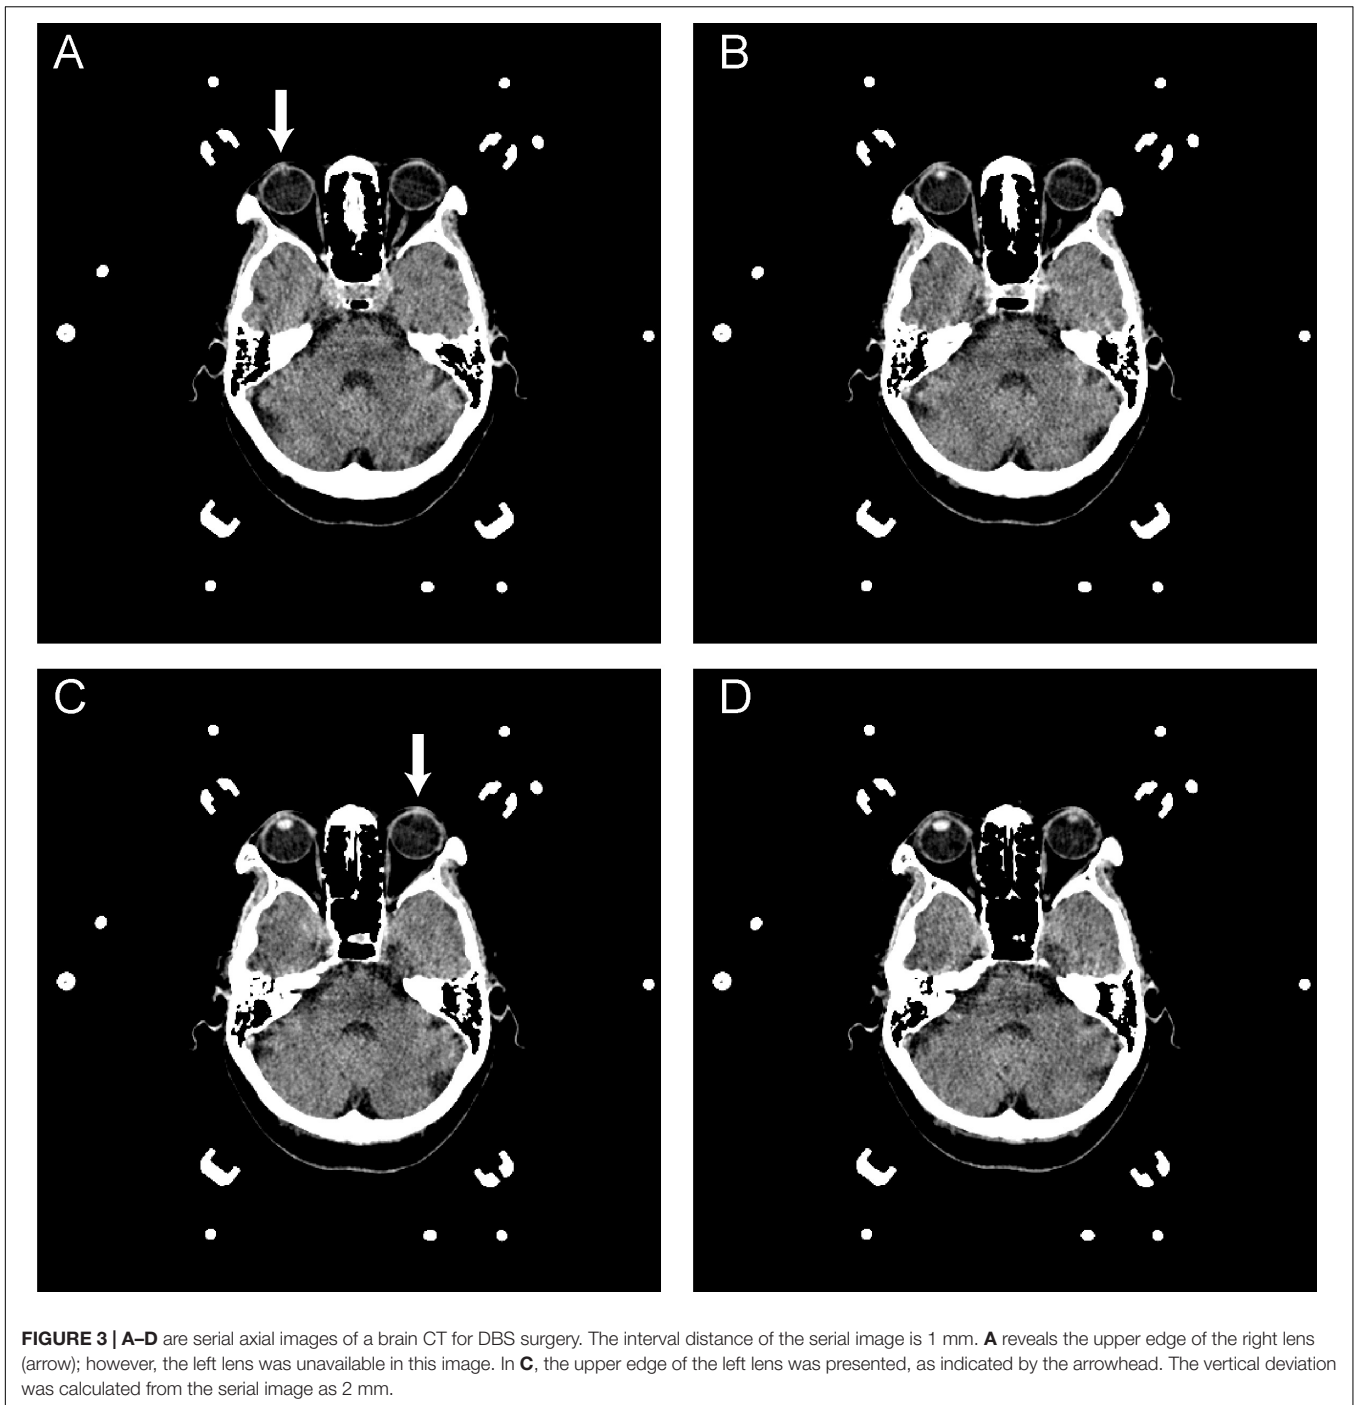 A
B
C
D
FIGURE 3 | A–D are serial axial images of a brain CT for DBS surgery. The interval distance of the serial image is 1 mm. A reveals the upper edge of the right lens
(arrow); however, the left lens was unavailable in this image. In C, the upper edge of the left lens was presented, as indicated by the arrowhead. The vertical deviation
was calculated from the serial image as 2 mm.